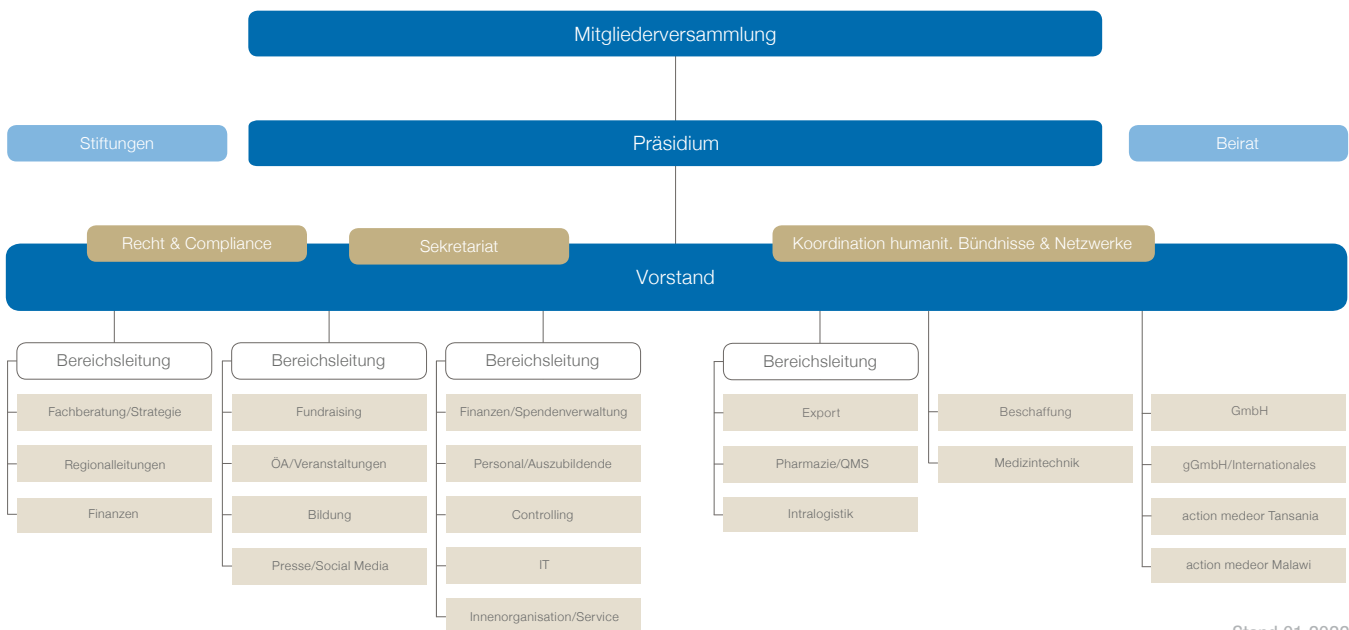 Mitgliederversammlung
Stiftungen
Präsidium
Beirat
Recht & Compliance
Sekretariat
Koordination humanit. Bündnisse & Netzwerke
Vorstand
Bereichsleitung
Bereichsleitung
Bereichsleitung
Bereichsleitung
Fachberatung/Strategie
Fundraising
Finanzen/Spendenverwaltung
Export
Beschaffung
GmbH
Regionalleitungen
ÖA/Veranstaltungen
Personal/Auszubildende
Pharmazie/QMS
Medizintechnik
gGmbH/Internationales
Finanzen
Bildung
Controlling
Intralogistik
action medeor Tansania
Presse/Social Media
IT
action medeor Malawi
Innenorganisation/Service